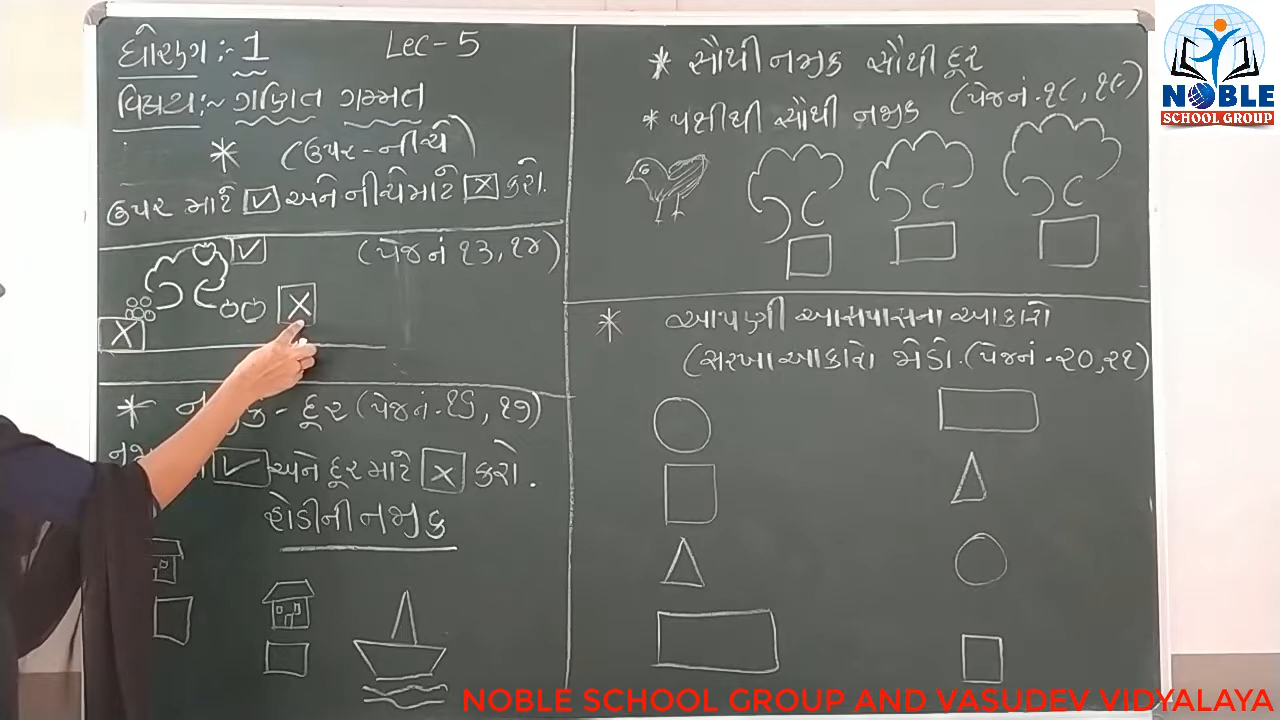 ધોરણ :- 1
Lec - 5
વિષય :- ગણિત ગમ્મત
* (ઉપર - નીચે)
ઉપર માટે ✓ અને નીચે માટે X કરો.
(પેજ નં ૧૩, ૧૪)
✓
X
X
* નજીક - દૂર (પેજ નં. ૧૬, ૧૭)
✓ અને દૂર માટે X કરો.
હોડીની નજીક
* સૌથી નજીક સૌથી દૂર
(પેજ નં. ૧૮, ૧૯)
* પક્ષીથી સૌથી નજીક
* આપણી આસપાસના આકારો
(સરખા આકારો જોડો. (પેજ નં. ૨૦, ૨૧)
NOBLE
SCHOOL GROUP
NOBLE SCHOOL GROUP AND VASUDEV VIDYALAYA